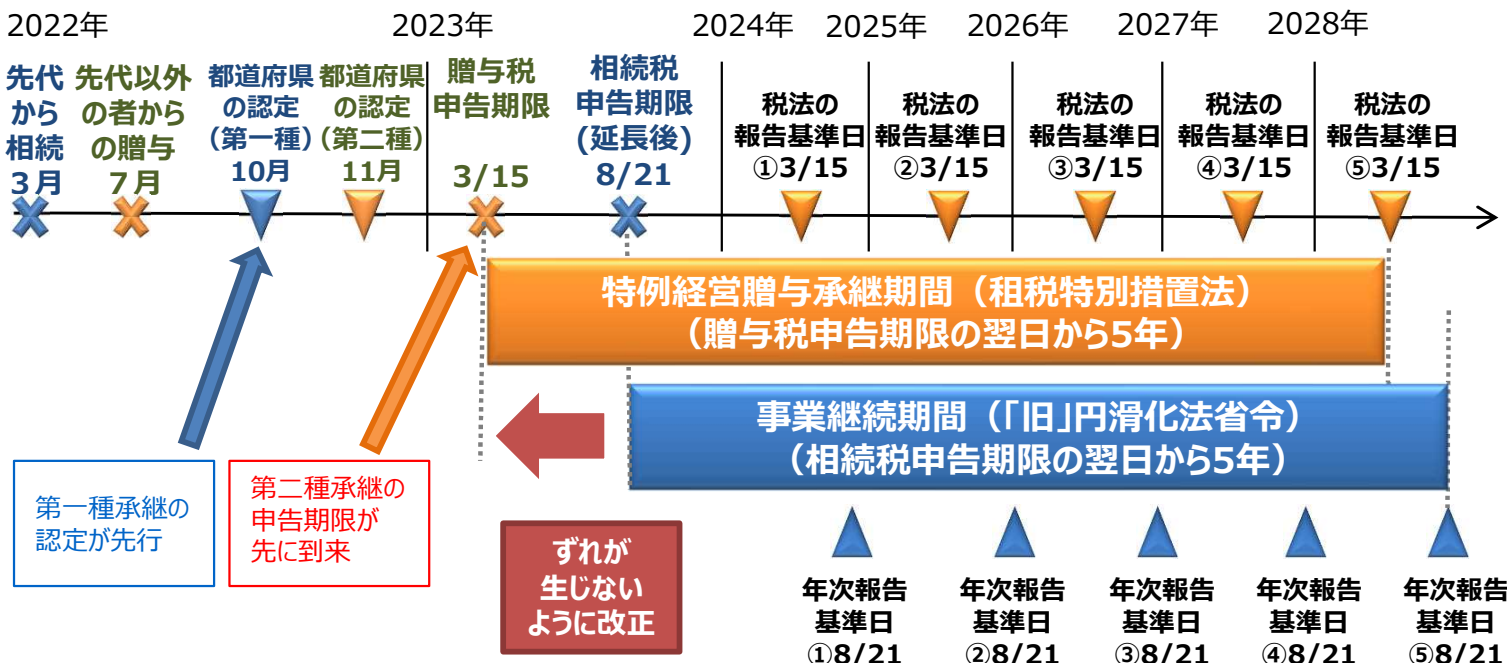 2022年
2023年
2024年
2025年
2026年
2027年
2028年
先代
から
相続
３月
先代以外
の者から
の贈与
７月
都道府県
の認定
(第一種)
10月
都道府県
の認定
(第二種)
11月
贈与税
申告期限
3/15
相続税
申告期限
(延長後)
8/21
税法の
報告基準日
①3/15
税法の
報告基準日
②3/15
税法の
報告基準日
③3/15
税法の
報告基準日
④3/15
税法の
報告基準日
⑤3/15
特例経営贈与承継期間（租税特別措置法）
（贈与税申告期限の翌日から5年）
事業継続期間（「旧」円滑化法省令）
（相続税申告期限の翌日から5年）
第一種承継の
認定が先行
第二種承継の
申告期限が
先に到来
ずれが
生じない
ように改正
年次報告
基準日
①8/21
年次報告
基準日
②8/21
年次報告
基準日
③8/21
年次報告
基準日
④8/21
年次報告
基準日
⑤8/21